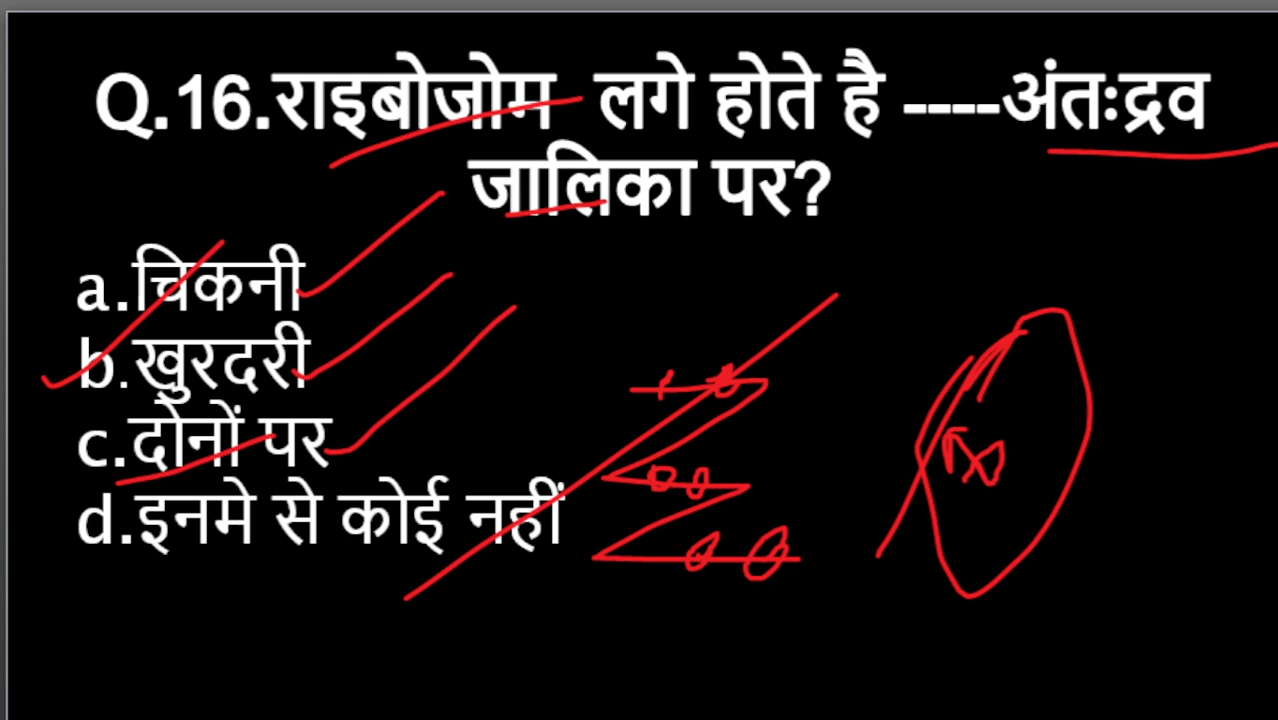 Q.16.राइबोजोम लगे होते है ----अंतःद्रव
जालिका पर?
a.चिकनी
b.खुरदरी
c.दोनों पर
d.इनमे से कोई नहीं